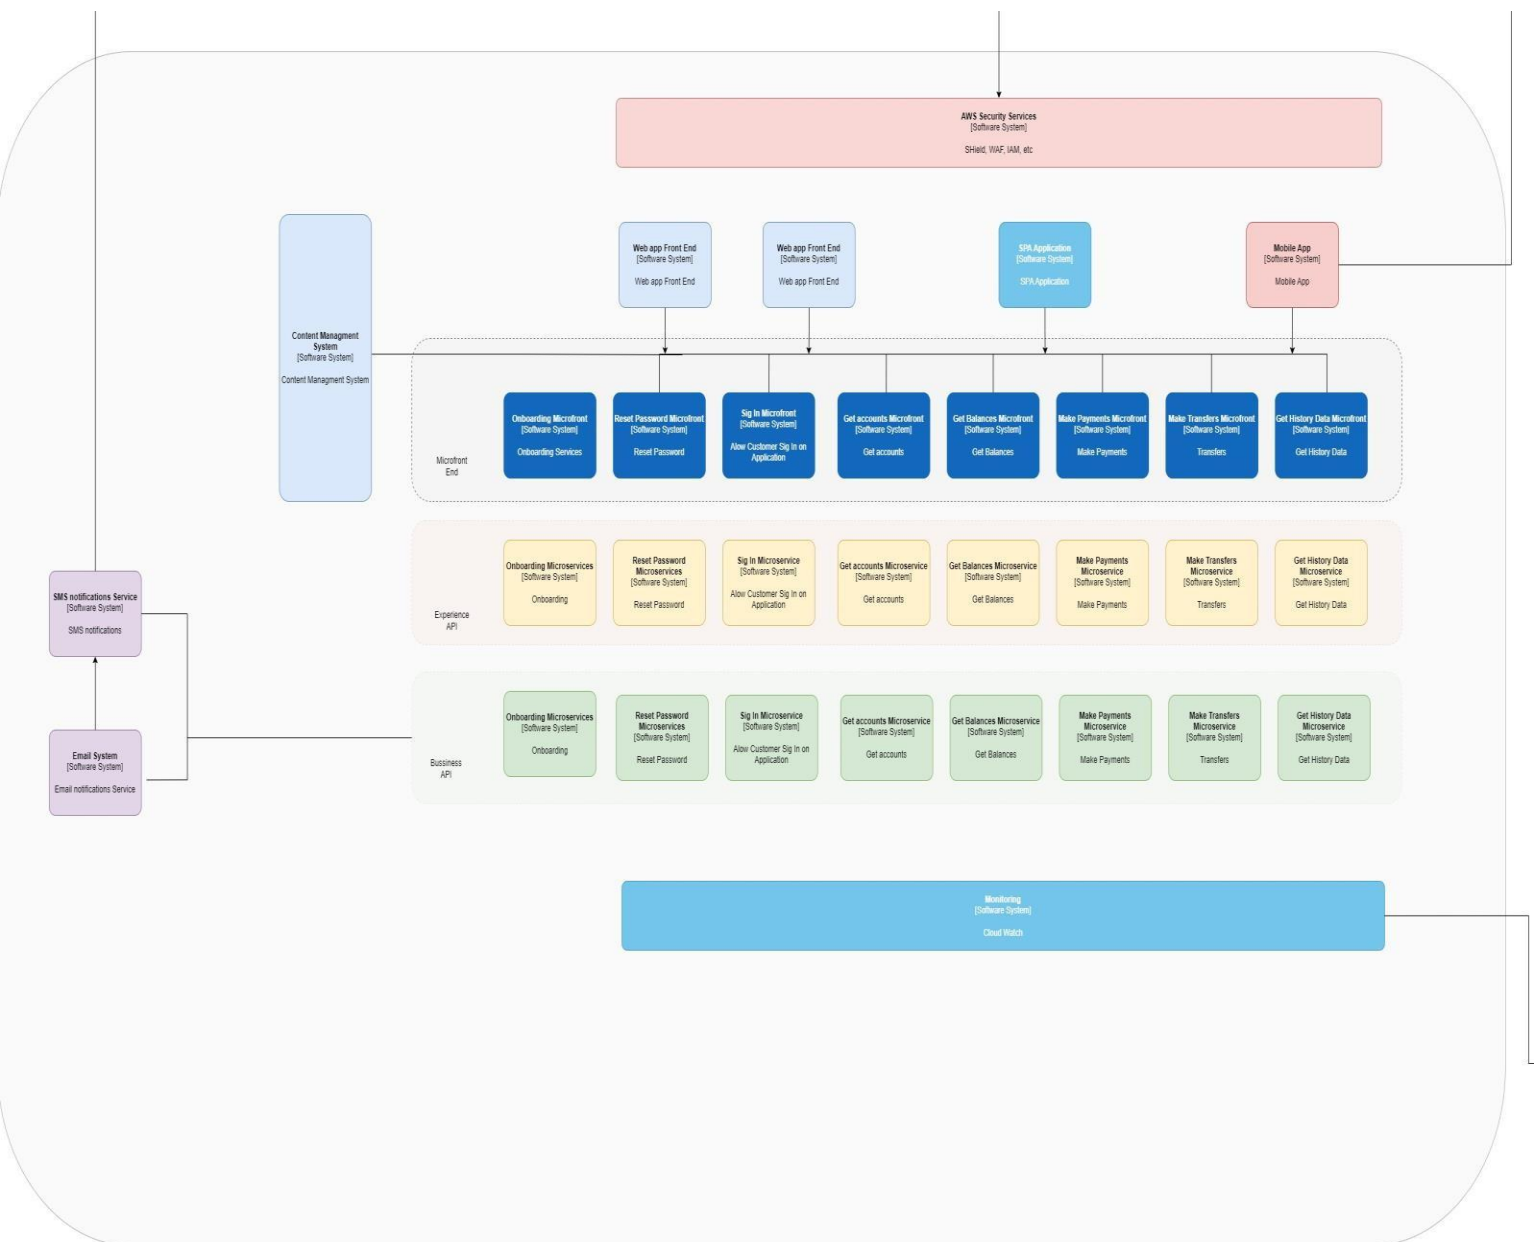 AWS Security Services
[Software System]
SHield, WAF, IAM, etc
Content Managment
System
[Software System]
Content Managment System
Web app Front End
[Software System]
Web app Front End
Web app Front End
[Software System]
Web app Front End
SPA Application
[Software System]
SPA Application
Mobile App
[Software System]
Mobile App
Microfront
End
Onboarding Microfront
[Software System]
Onboarding Services
Reset Password Microfront
[Software System]
Reset Password
Sig In Microfront
[Software System]
Alow Customer Sig In on
Application
Get accounts Microfront
[Software System]
Get accounts
Get Balances Microfront
[Software System]
Get Balances
Make Payments Microfront
[Software System]
Make Payments
Make Transfers Microfront
[Software System]
Transfers
Get History Data Microfront
[Software System]
Get History Data
Experience
API
Onboarding Microservices
[Software System]
Onboarding
Reset Password
Microservices
[Software System]
Reset Password
Sig In Microservice
[Software System]
Alow Customer Sig In on
Application
Get accounts Microservice
[Software System]
Get accounts
Get Balances Microservice
[Software System]
Get Balances
Make Payments
Microservice
[Software System]
Make Payments
Make Transfers
Microservice
[Software System]
Transfers
Get History Data
Microservice
[Software System]
Get History Data
SMS notifications Service
[Software System]
SMS notifications
Email System
[Software System]
Email notifications Service
Bussiness
API
Onboarding Microservices
[Software System]
Onboarding
Reset Password
Microservices
[Software System]
Reset Password
Sig In Microservice
[Software System]
Alow Customer Sig In on
Application
Get accounts Microservice
[Software System]
Get accounts
Get Balances Microservice
[Software System]
Get Balances
Make Payments
Microservice
[Software System]
Make Payments
Make Transfers
Microservice
[Software System]
Transfers
Get History Data
Microservice
[Software System]
Get History Data
Monitoring
[Software System]
Cloud Watch